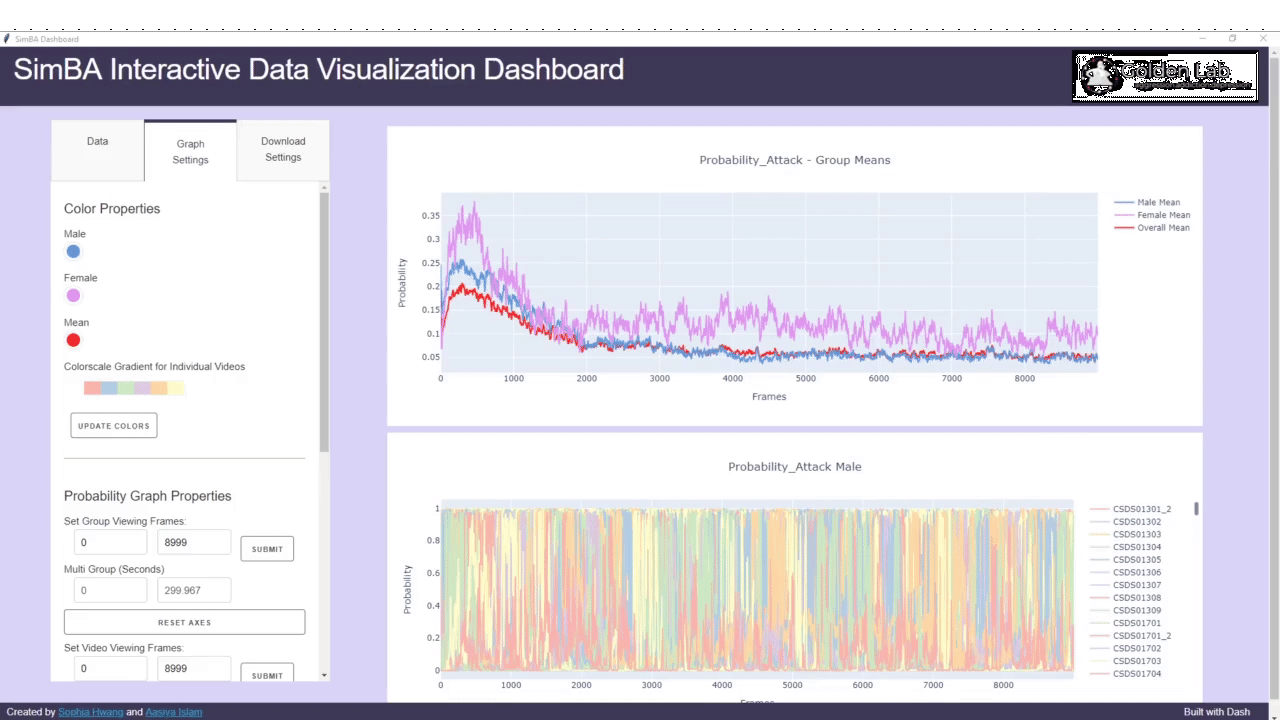 SimBA Dashboard
SimBA Interactive Data Visualization Dashboard
Golden Lab
Data
Graph
Settings
Download
Settings
Color Properties
Male
Female
Mean
Colorscale Gradient for Individual Videos
UPDATE COLORS
Probability Graph Properties
Set Group Viewing Frames:
0
8999
SUBMIT
Multi Group (Seconds)
0
299.967
RESET AXES
Set Video Viewing Frames:
0
8999
SUBMIT
Probability_Attack - Group Means
Probability
0.35
0.3
0.25
0.2
0.15
0.1
0.05
0 1000 2000 3000 4000 5000 6000 7000 8000
Frames
Male Mean
Female Mean
Overall Mean
Probability_Attack Male
Probability
1
0.8
0.6
0.4
0.2
0
0 1000 2000 3000 4000 5000 6000 7000 8000
Frames
CSDS01301_2
CSDS01302
CSDS01303
CSDS01304
CSDS01305
CSDS01306
CSDS01307
CSDS01308
CSDS01309
CSDS01701
CSDS01701_2
CSDS01702
CSDS01703
CSDS01704
Created by Sophia Hwang and Aasiya Islam
Built with Dash